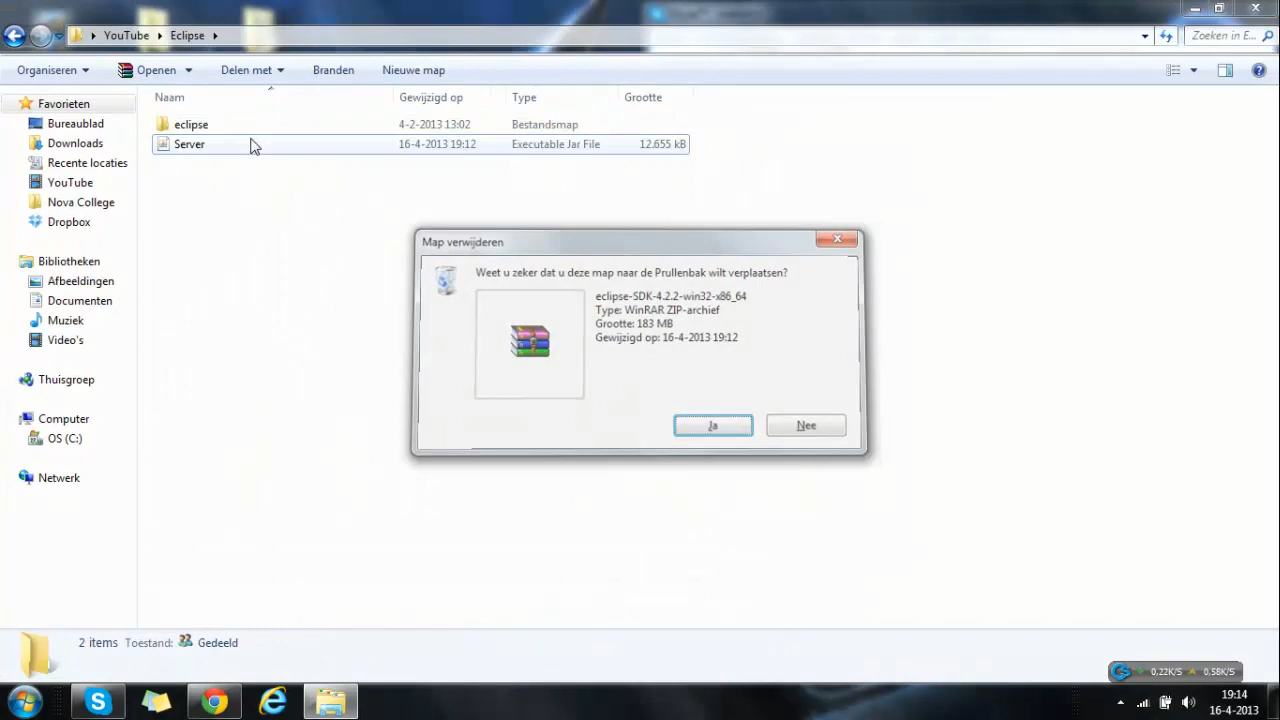 YouTube Eclipse
Zoeken in E...
Organiseren Openen Delen met Branden Nieuwe map
Naam Gewijzigd op Type Grootte
eclipse 4-2-2013 13:02 Bestandsmap
Server 16-4-2013 19:12 Executable Jar File 12.655 kB
Favorieten
Bureaublad
Downloads
Recente locaties
YouTube
Nova College
Dropbox
Bibliotheken
Afbeeldingen
Documenten
Muziek
Video's
Thuisgroep
Computer
OS (C:)
Netwerk
Map verwijderen
Weet u zeker dat u deze map naar de Prullenbak wilt verplaatsen?
eclipse-SDK-4.2.2-win32-x86_64
Type: WinRAR ZIP-archief
Grootte: 183 MB
Gewijzigd op: 16-4-2013 19:12
Ja Nee
2 items Toestand: Gedeeld
0,22K/S 0,58K/S
19:14
16-4-2013